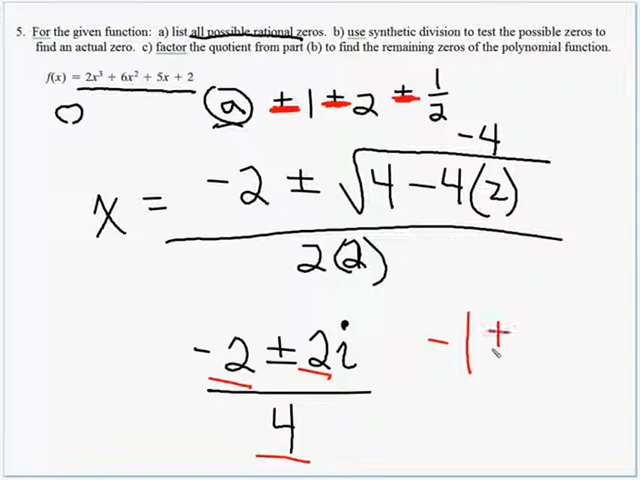 5. For the given function: a) list all possible rational zeros. b) use synthetic division to test the possible zeros to
find an actual zero. c) factor the quotient from part (b) to find the remaining zeros of the polynomial function.
f(x) = 2x³ + 6x² + 5x + 2
a ±1 ±2 ± 1/2
-4
x = (-2 ± √(4 - 4(2))) / (2(2))
(-2 ± 2i) / 4 -1 ±